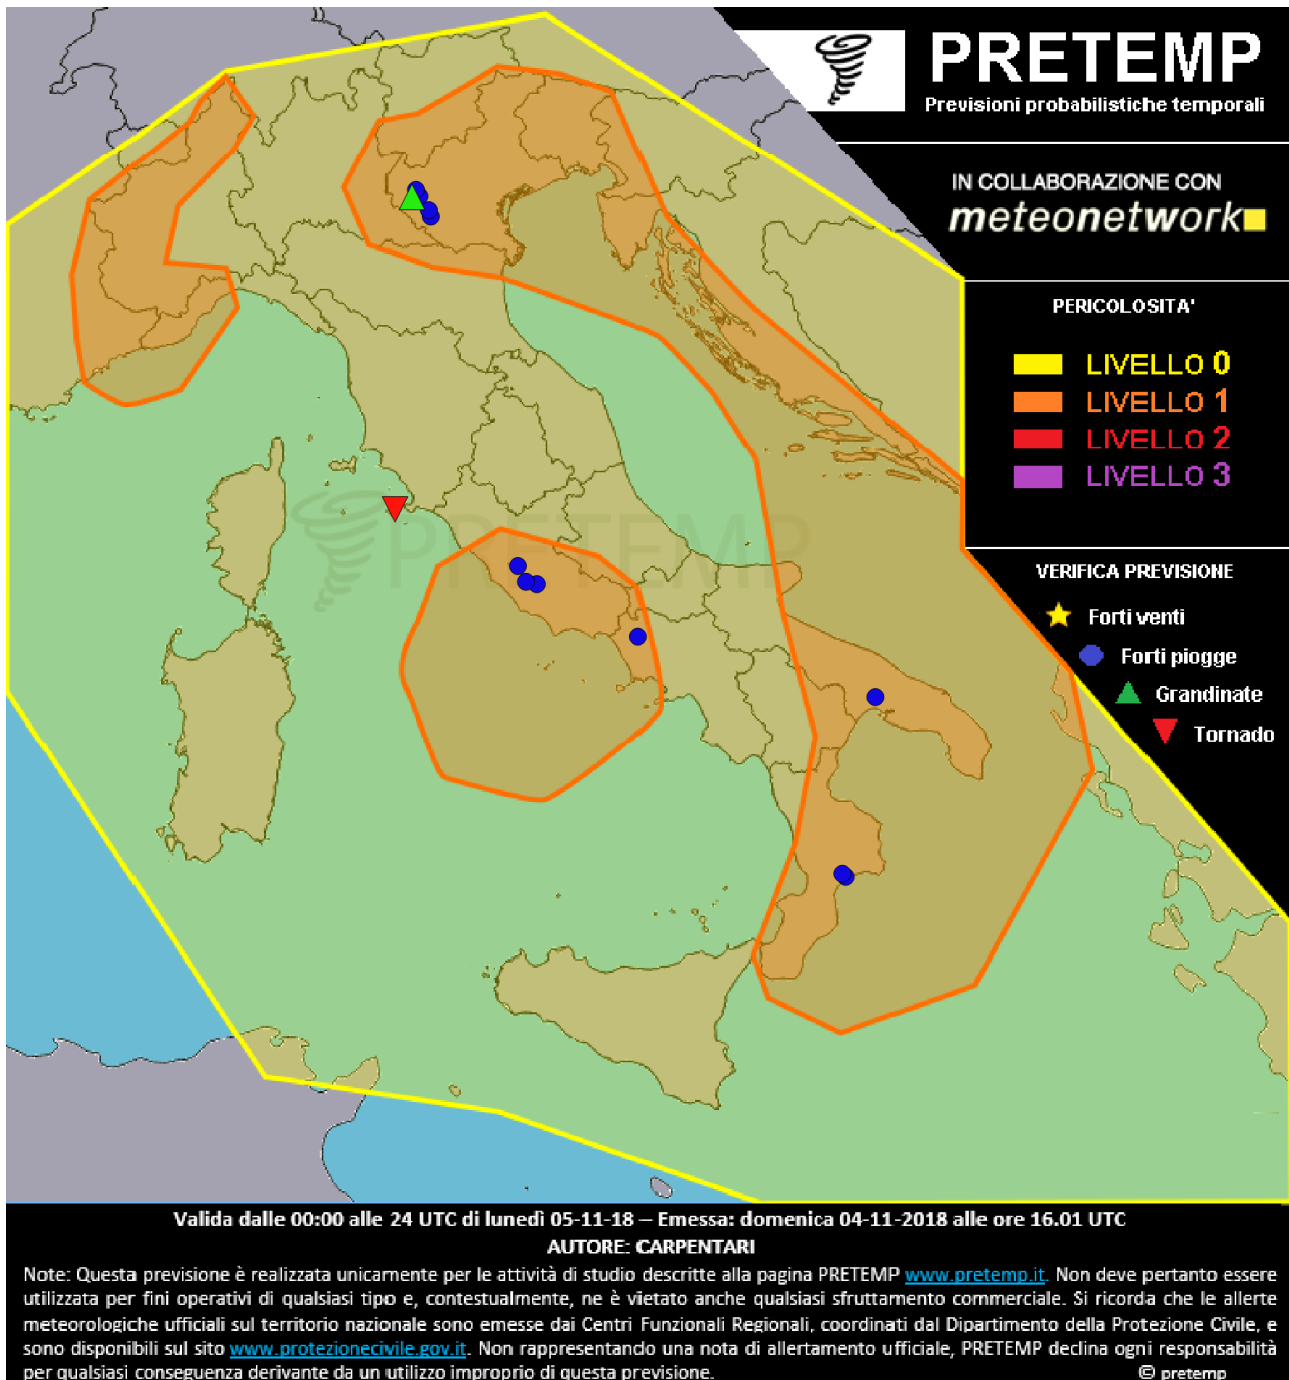 PRETEMP
Previsioni probabilistiche temporali
IN COLLABORAZIONE CON
meteonetwork
PERICOLOSITA'
LIVELLO 0
LIVELLO 1
LIVELLO 2
LIVELLO 3
PRETEMP
VERIFICA PREVISIONE
Forti venti
Forti piogge
Grandinate
Tornado
Valida dalle 00:00 alle 24 UTC di lunedì 05-11-18 – Emessa: domenica 04-11-2018 alle ore 16.01 UTC
AUTORE: CARPENTARI
Note: Questa previsione è realizzata unicamente per le attività di studio descritte alla pagina PRETEMP www.pretemp.it. Non deve pertanto essere
utilizzata per fini operativi di qualsiasi tipo e, contestualmente, ne è vietato anche qualsiasi sfruttamento commerciale. Si ricorda che le allerte
meteorologiche ufficiali sul territorio nazionale sono emesse dai Centri Funzionali Regionali, coordinati dal Dipartimento della Protezione Civile, e
sono disponibili sul sito www.protezionecivile.gov.it. Non rappresentando una nota di allertamento ufficiale, PRETEMP declina ogni responsabilità
per qualsiasi conseguenza derivante da un utilizzo improprio di questa previsione. © pretemp